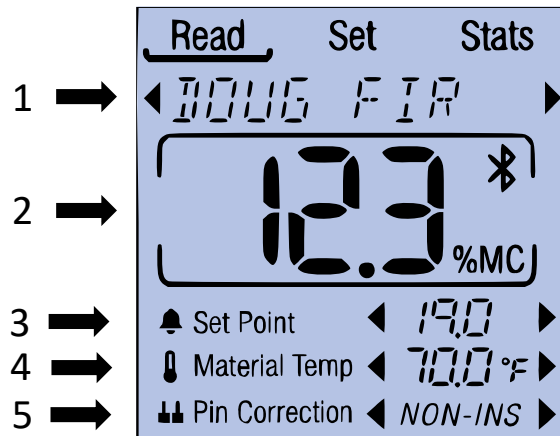 Read Set Stats
1 DOUG FIR
2 12.3 %MC
3 Set Point 19.0
4 Material Temp 70.0 °F
5 Pin Correction NON-INS